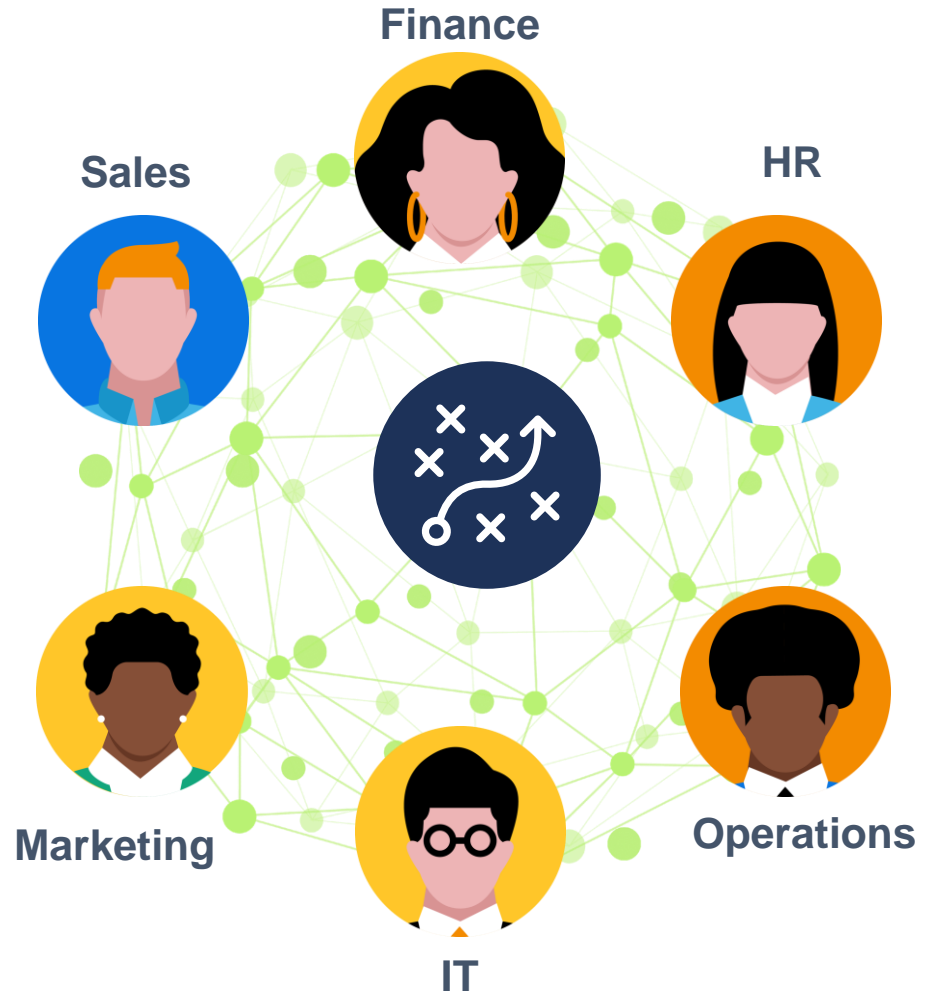 Finance
Sales
HR
Marketing
Operations
IT